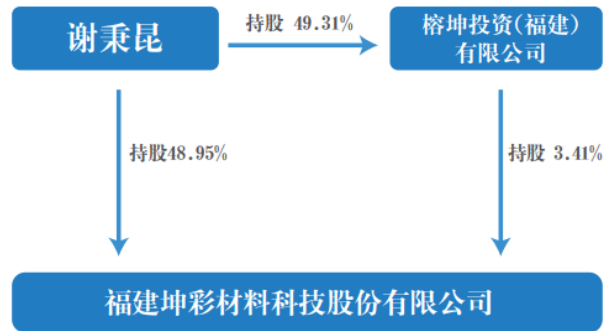 谢秉昆
持股 49.31%
榕坤投资(福建)
有限公司
持股48.95%
持股 3.41%
福建坤彩材料科技股份有限公司